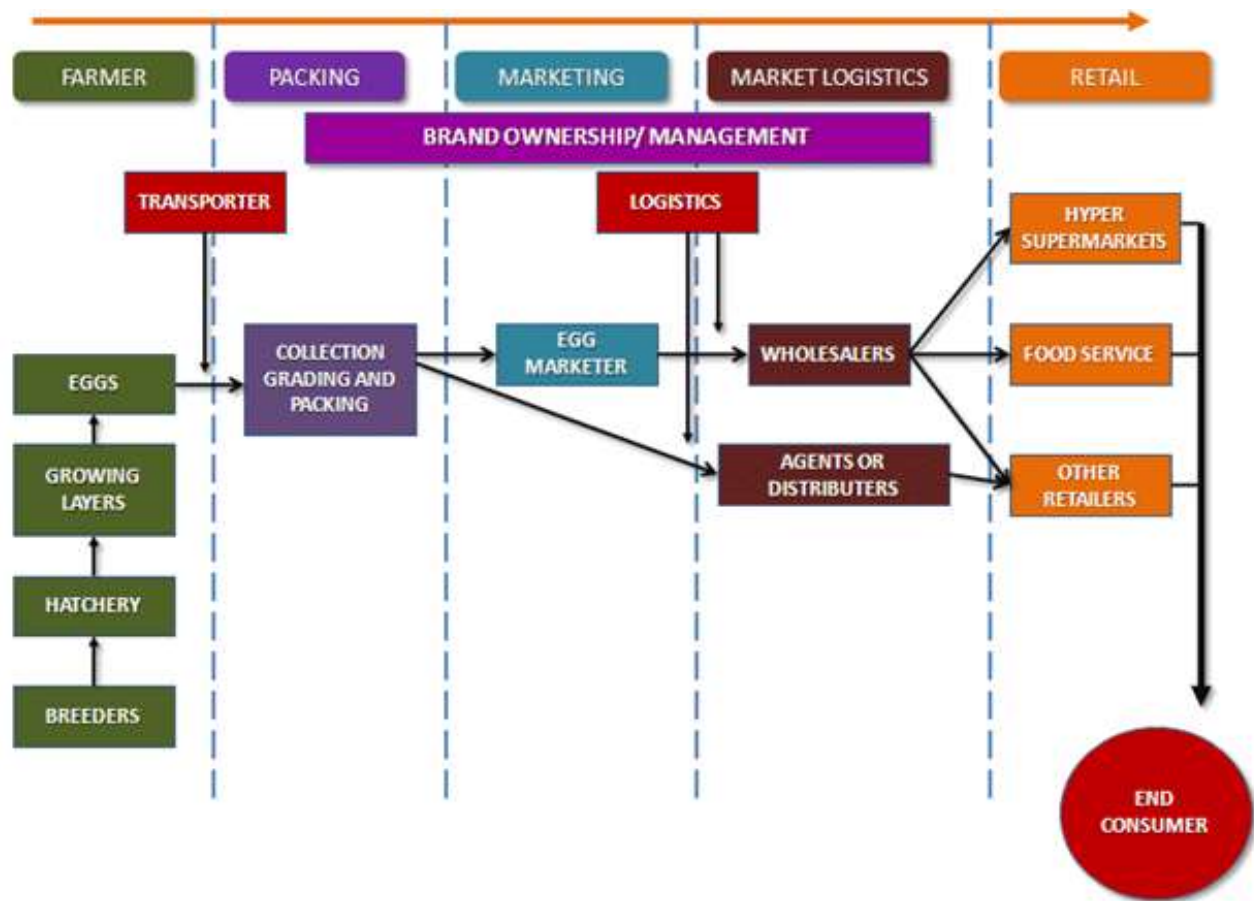 FARMER
PACKING
MARKETING
MARKET LOGISTICS
RETAIL
BRAND OWNERSHIP/ MANAGEMENT
TRANSPORTER
LOGISTICS
HYPER
SUPERMARKETS
EGGS
COLLECTION
GRADING AND
PACKING
EGG
MARKETER
WHOLESALERS
FOOD SERVICE
GROWING
LAYERS
AGENTS OR
DISTRIBUTERS
OTHER
RETAILERS
HATCHERY
BREEDERS
END
CONSUMER